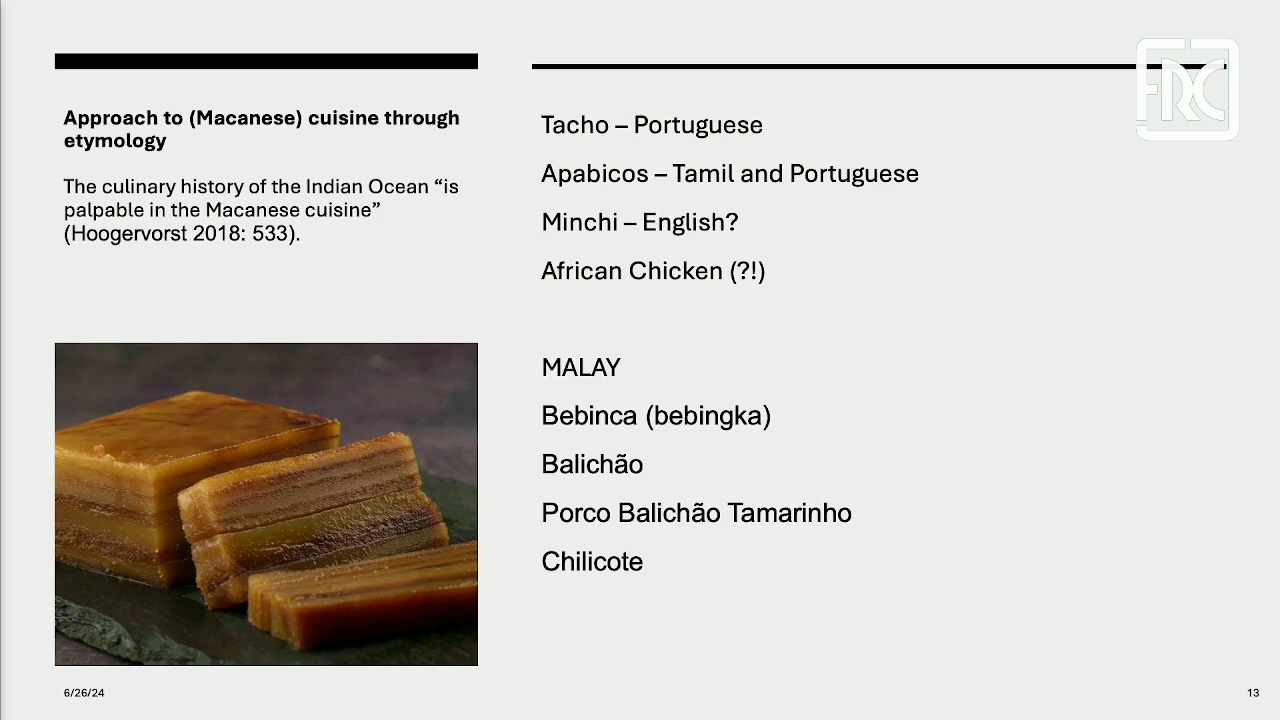 Approach to (Macanese) cuisine through
etymology
The culinary history of the Indian Ocean “is
palpable in the Macanese cuisine”
(Hoogervorst 2018: 533).
Tacho – Portuguese
Apabicos – Tamil and Portuguese
Minchi – English?
African Chicken (?!)
MALAY
Bebinca (bebingka)
Balichão
Porco Balichão Tamarinho
Chilicote
FRC
6/26/24
13